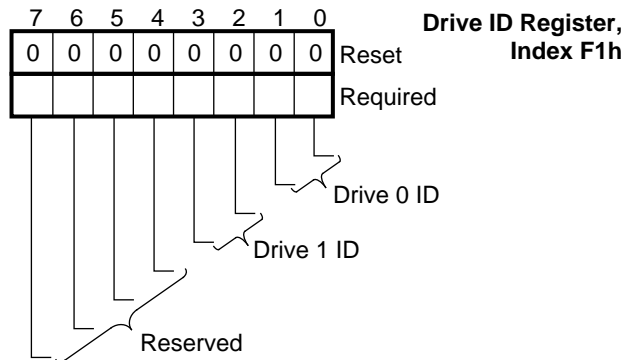 7 6 5 4 3 2 1 0
Drive ID Register,
Index F1h
0 0 0 0 0 0 0 0 Reset
Required
Drive 0 ID
Drive 1 ID
Reserved